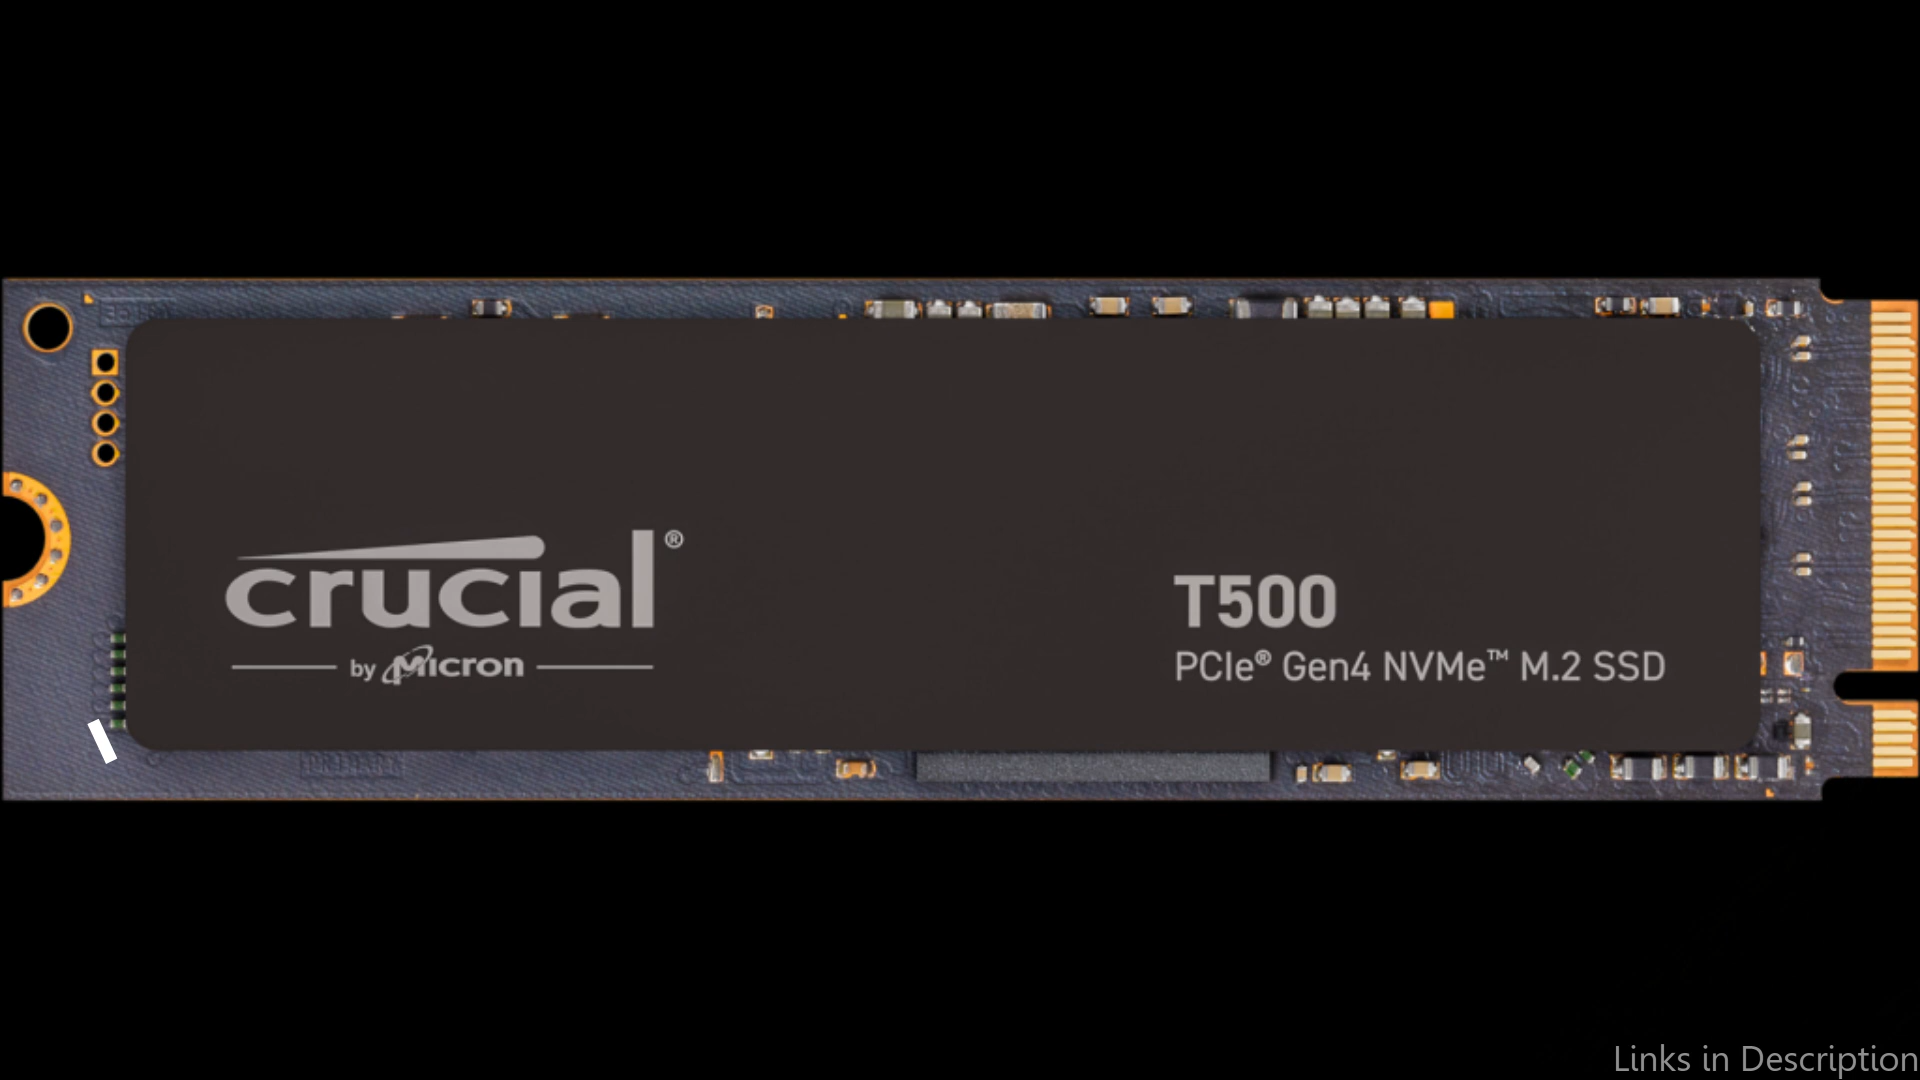 crucial®
by Micron
T500
PCIe® Gen4 NVMe™ M.2 SSD
Links in Description